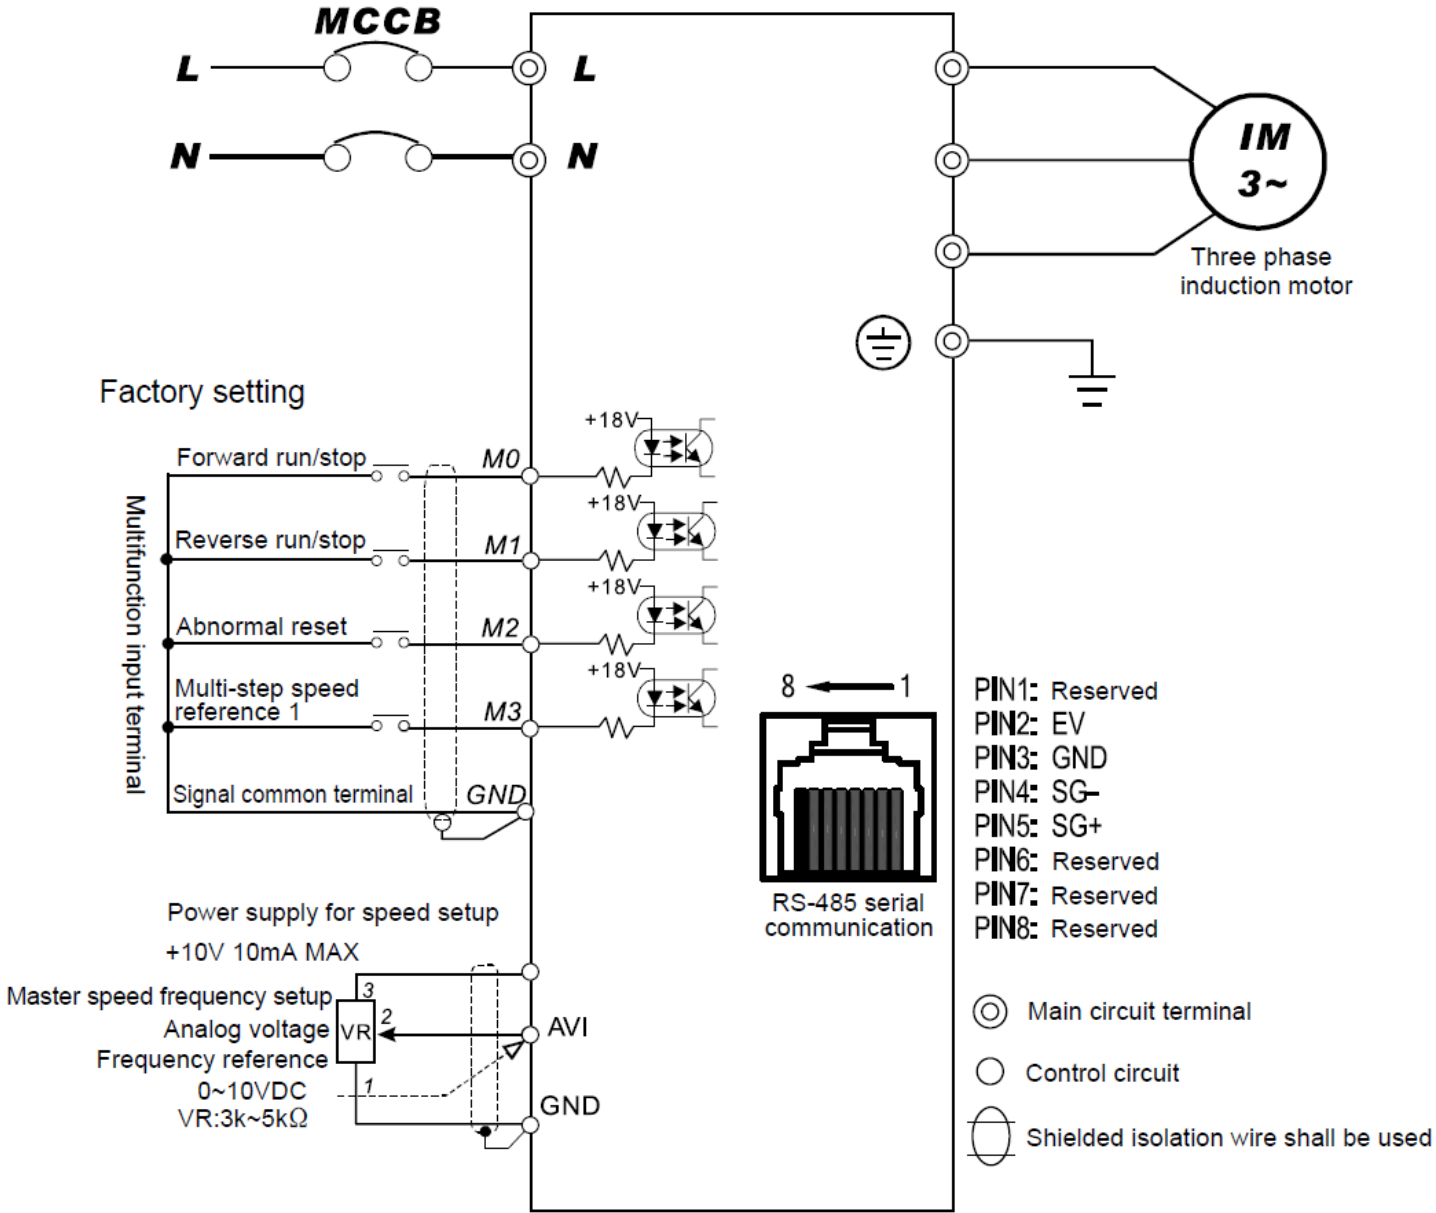 MCCB
L
L
N
N
IM
3~
Three phase
induction motor
Factory setting
+18V
Forward run/stop
M0
+18V
Reverse run/stop
M1
+18V
Abnormal reset
M2
+18V
Multi-step speed
reference 1
M3
Multifunction input terminal
Signal common terminal
GND
8
1
RS-485 serial
communication
PIN1: Reserved
PIN2: EV
PIN3: GND
PIN4: SG-
PIN5: SG+
PIN6: Reserved
PIN7: Reserved
PIN8: Reserved
Power supply for speed setup
+10V 10mA MAX
3
Master speed frequency setup
2
Analog voltage
VR
AVI
Frequency reference
1
0~10VDC
VR:3k~5kΩ
GND
Main circuit terminal
Control circuit
Shielded isolation wire shall be used